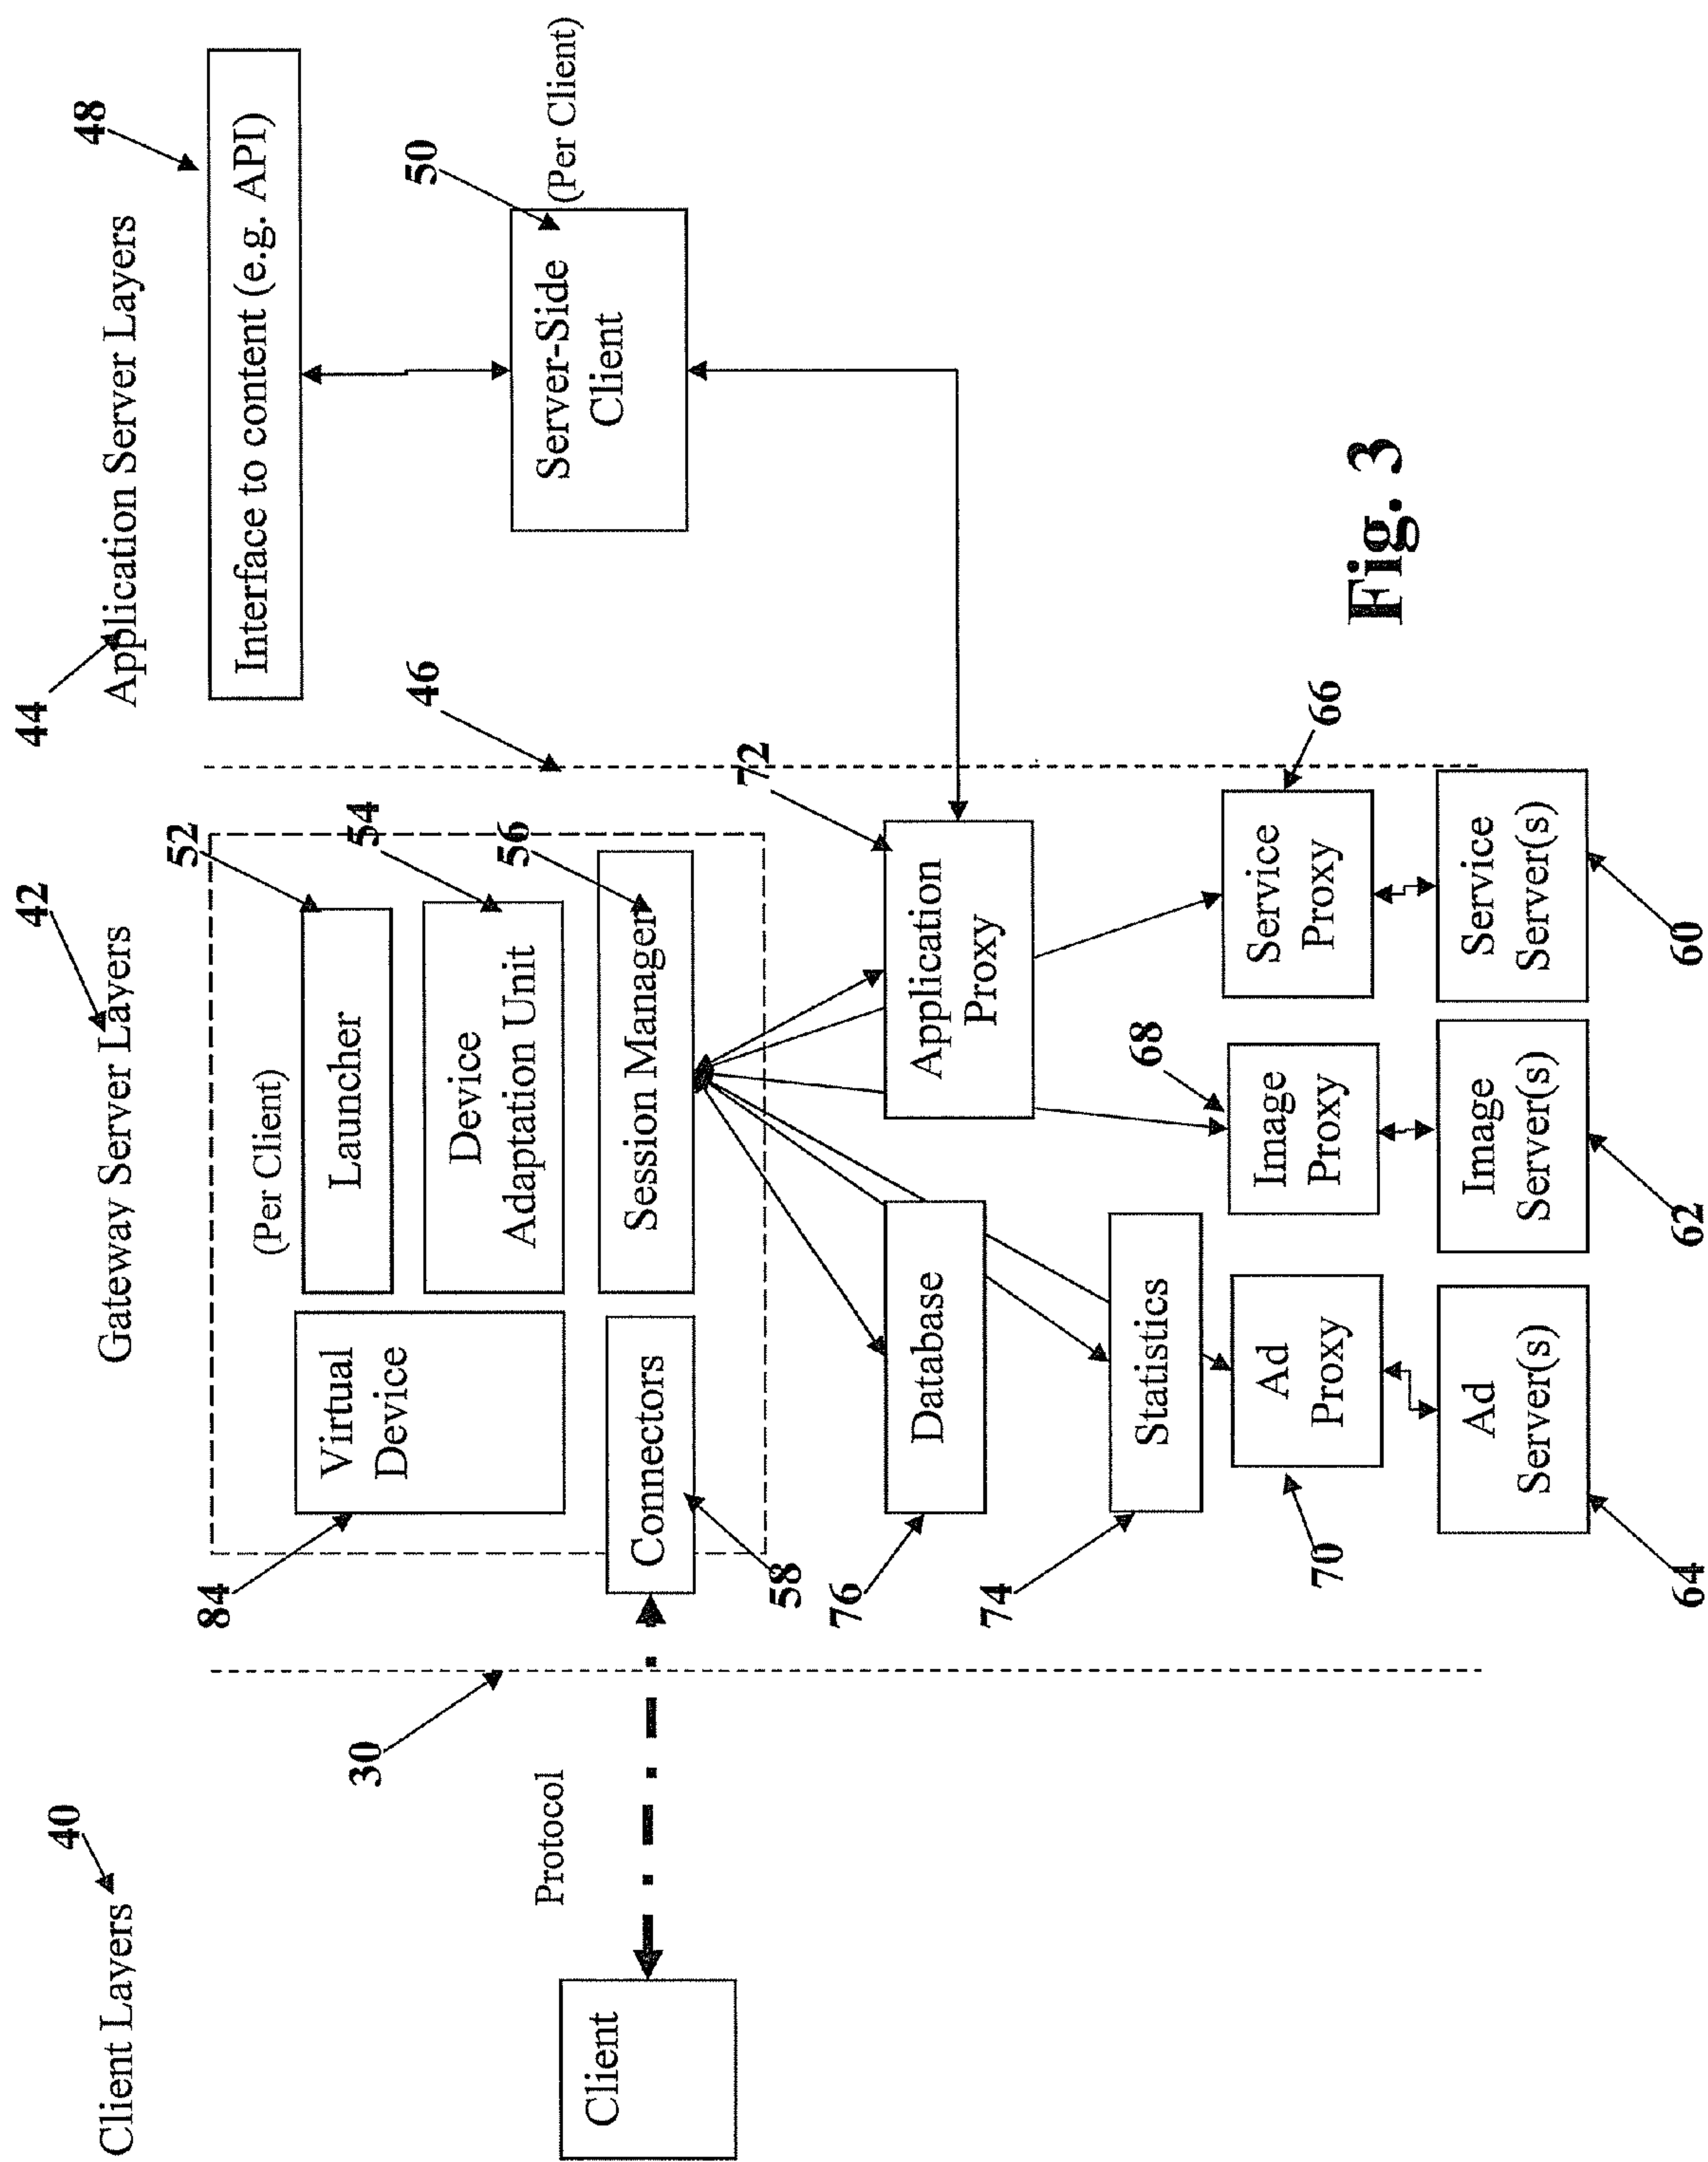 40
Client Layers
42
Gateway Server Layers
44
Application Server Layers
48
Interface to content (e.g. API)
84
Virtual
Device
(Per Client)
52
Launcher
54
Device
Adaptation Unit
56
Session Manager
Connectors
58
30
46
50
Server-Side
Client
(Per Client)
Protocol
Client
76
Database
72
Application
Proxy
74
Statistics
70
Ad
Proxy
68
Image
Proxy
66
Service
Proxy
Ad
Server(s)
64
Image
Server(s)
62
Service
Server(s)
60
Fig. 3